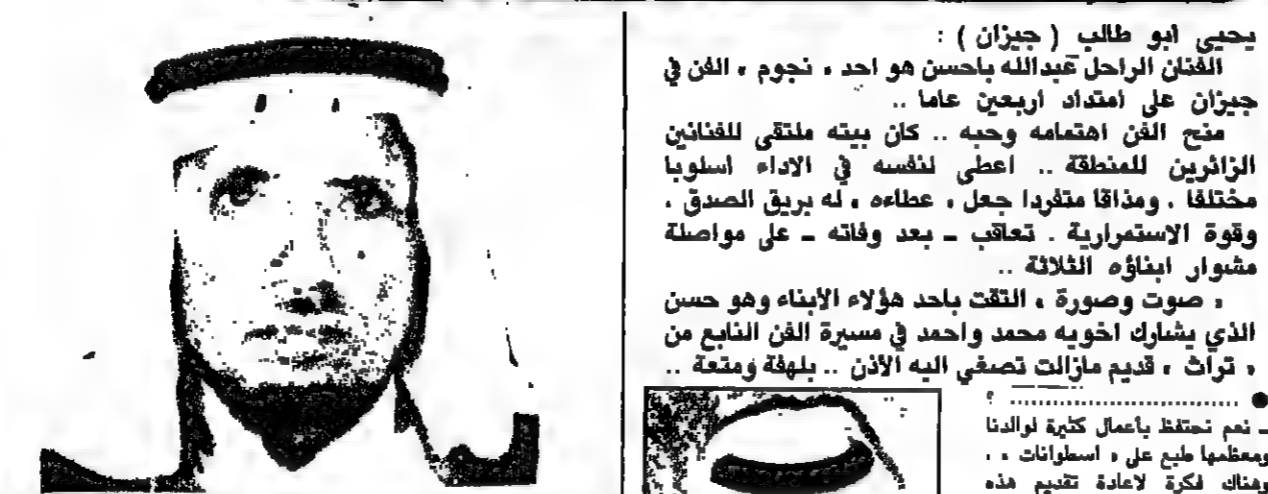 يحيى ابو طالب ( جيزان ) :
الفنان الراحل عبدالله باحسن هو احد « نجوم » الفن في
جيزان على امتداد اربعين عاما ..
منح الفن اهتمامه وحبه .. كان بيته ملتقى للفنانين
الزائرين للمنطقة .. اعطى لنفسه في الاداء اسلوبا
مختلفا . ومذاقا متفردا جعل « عطاءه » له بريق الصدق ،
وقوة الاستمرارية . تعاقب ـ بعد وفاته ـ على مواصلة
مشوار ابناؤه الثلاثة ..
« صوت وصورة » التقت باحد هؤلاء الأبناء وهو حسن
الذي يشارك اخويه محمد واحمد في مسيرة الفن النابع من
« تراث » قديم مازالت تصغي اليه الأذن .. بلهفة ومتعة ..
● ........................ ؟
ـ نعم نحتفظ بأعمال كثيرة لوالدنا
ومعظمها طبع على « اسطوانات » ،
وهناك فكرة لاعادة تقديم هذه